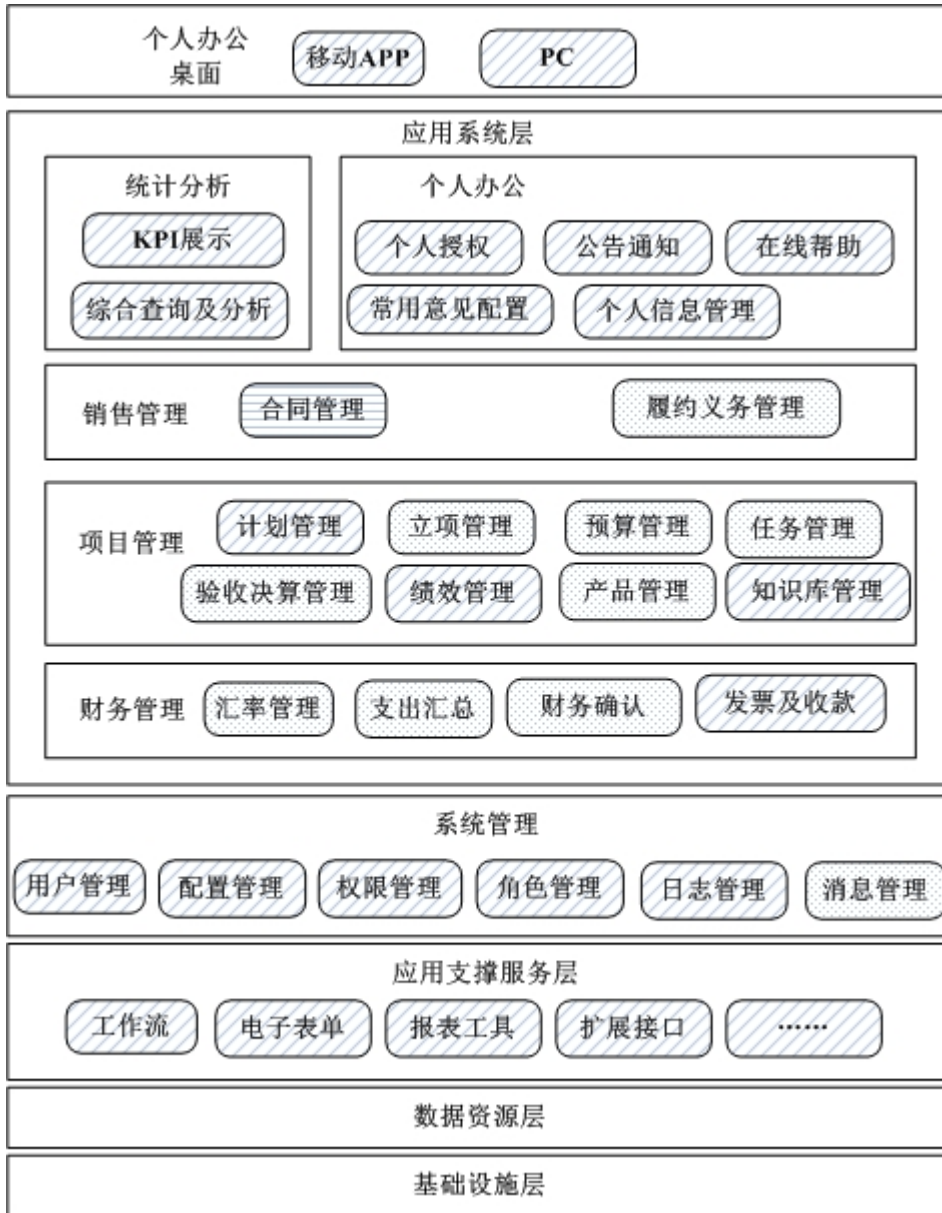 个人办公
桌面
移动APP
PC
应用系统层
统计分析
KPI展示
综合查询及分析
个人办公
个人授权
公告通知
在线帮助
常用意见配置
个人信息管理
销售管理
合同管理
履约义务管理
项目管理
计划管理
立项管理
预算管理
任务管理
验收决算管理
绩效管理
产品管理
知识库管理
财务管理
汇率管理
支出汇总
财务确认
发票及收款
系统管理
用户管理
配置管理
权限管理
角色管理
日志管理
消息管理
应用支撑服务层
工作流
电子表单
报表工具
扩展接口
……
数据资源层
基础设施层